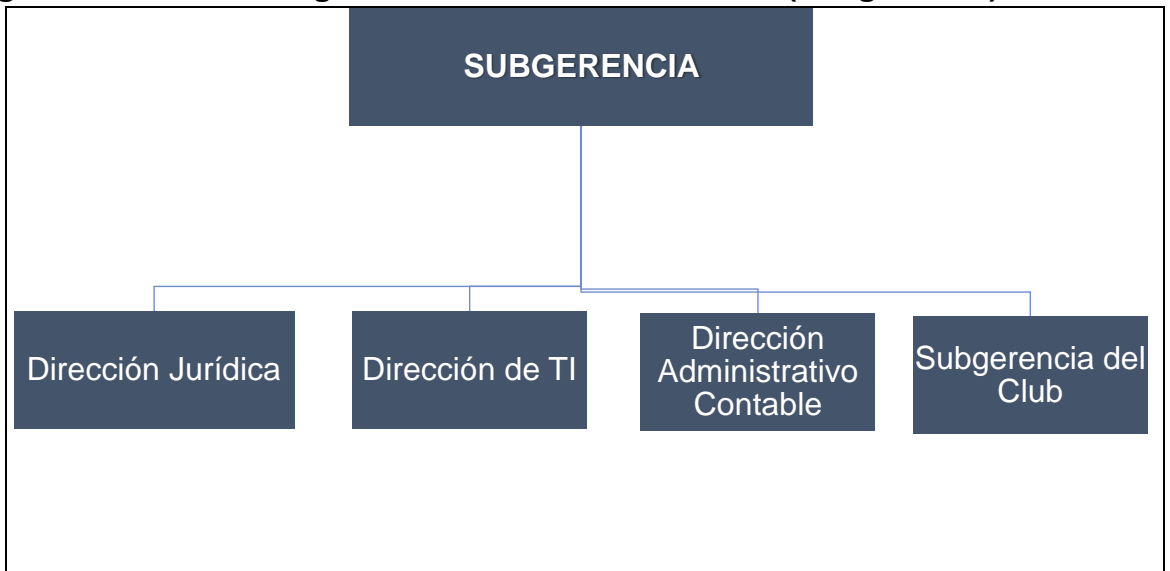 SUBGERENCIA
Dirección Jurídica
Dirección de TI
Dirección
Administrativo
Contable
Subgerencia del
Club